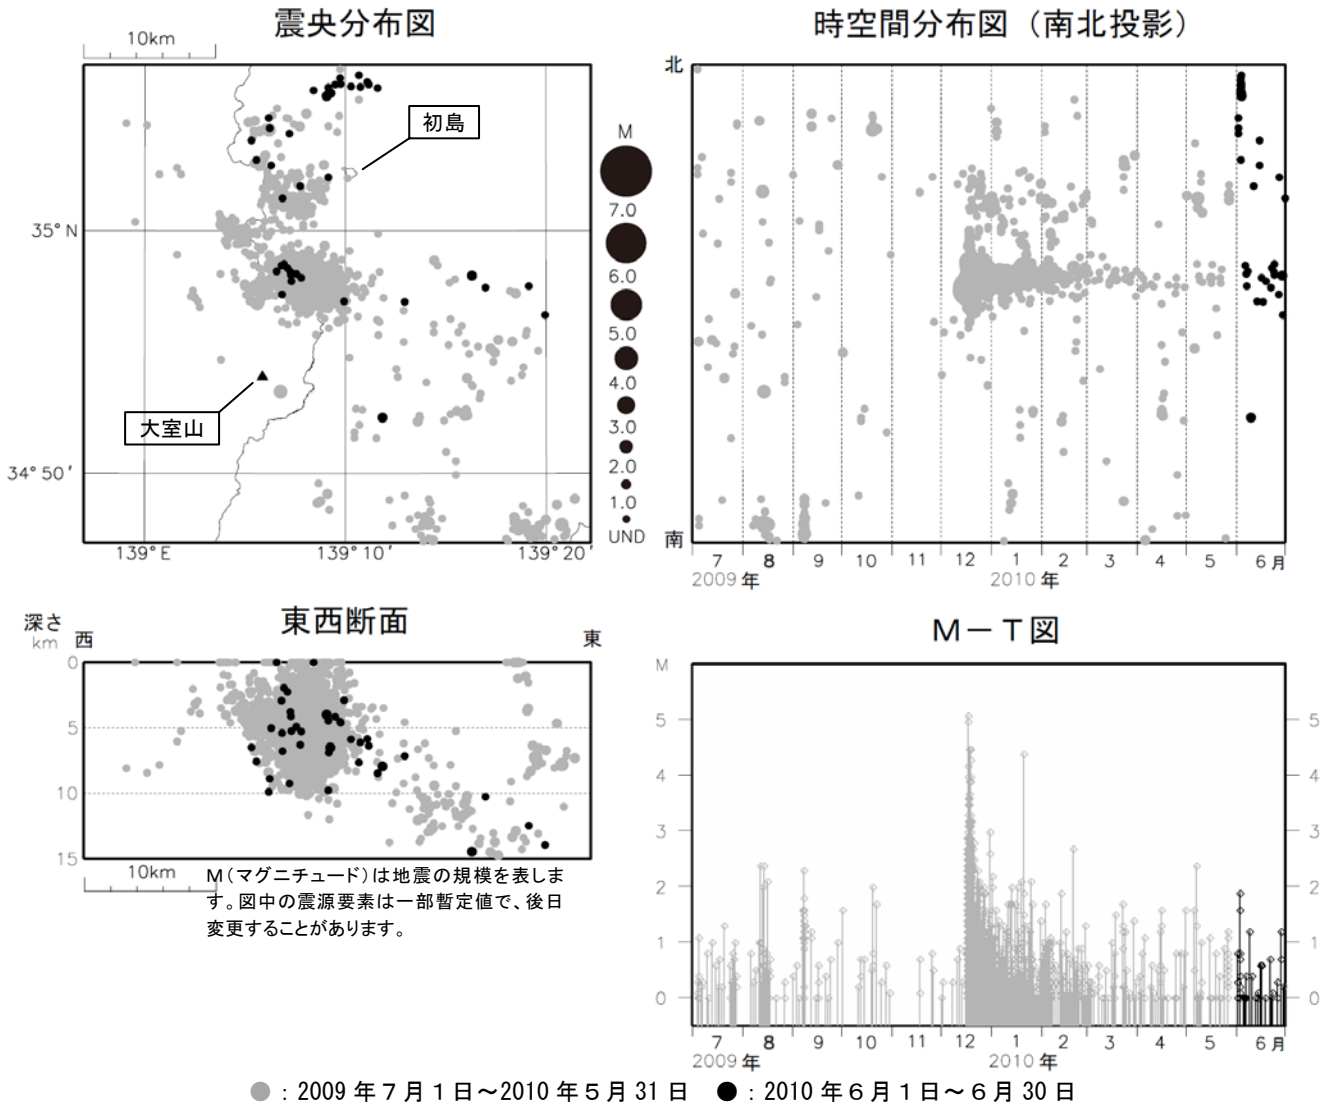 震央分布図
10km
初島
35°N
大室山
34°50′
139°E
139°10′
139°20′
M
7.0
6.0
5.0
4.0
3.0
2.0
1.0
UND
時空間分布図（南北投影）
北
南
7 8 9 10 11 12 1 2 3 4 5 6月
2009年 2010年
東西断面
深さ
km
西 東
0
5
10
15
10km
M（マグニチュード）は地震の規模を表しま
す。図中の震源要素は一部暫定値で、後日
変更することがあります。
M－T図
M
5 5
4 4
3 3
2 2
1 1
0 0
7 8 9 10 11 12 1 2 3 4 5 6月
2009年 2010年
●：2009年7月1日～2010年5月31日 ●：2010年6月1日～6月30日